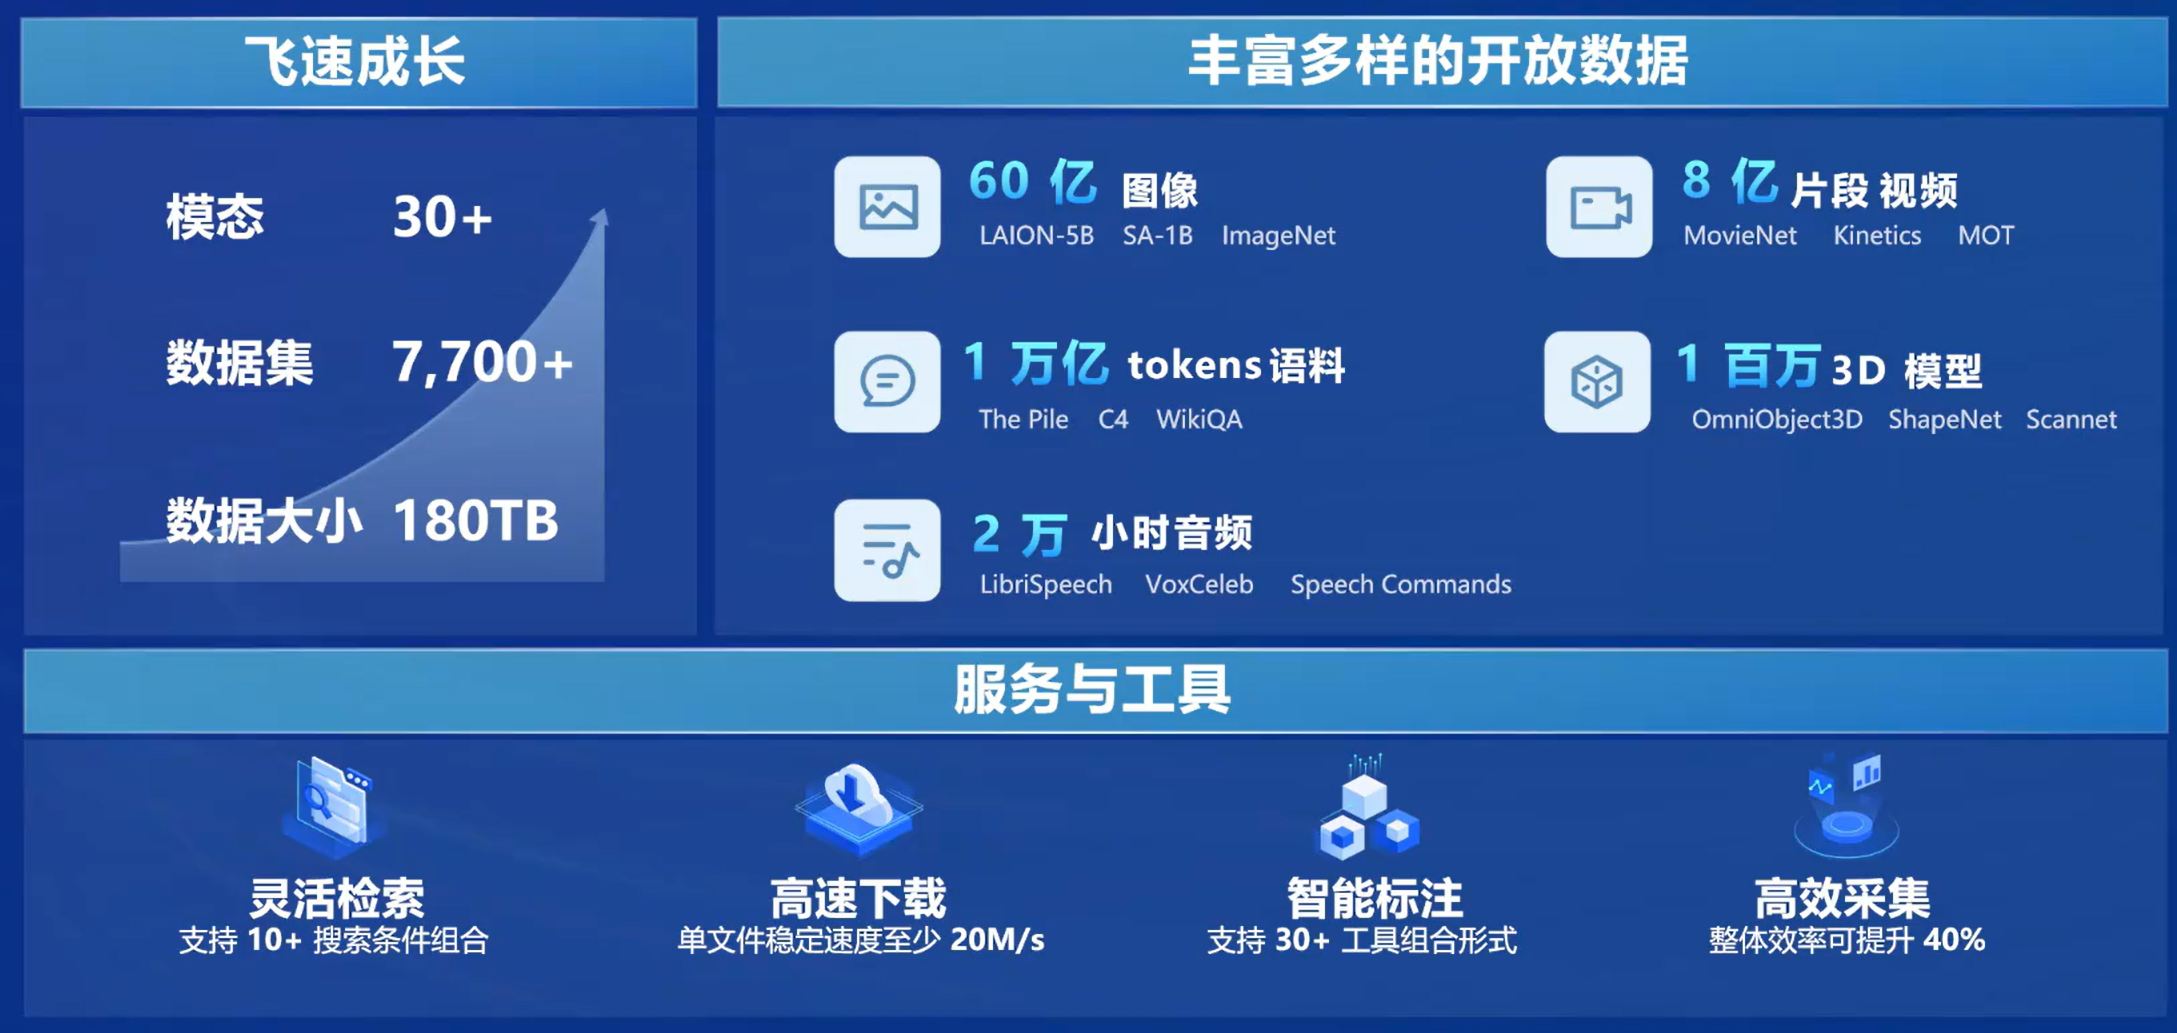 飞速成长
模态 30+
数据集 7,700+
数据大小 180TB
丰富多样的开放数据
60 亿 图像
LAION-5B SA-1B ImageNet
8 亿 片段 视频
MovieNet Kinetics MOT
1 万亿 tokens 语料
The Pile C4 WikiQA
1 百万 3D 模型
OmniObject3D ShapeNet Scannet
2 万 小时音频
LibriSpeech VoxCeleb Speech Commands
服务与工具
灵活检索
支持 10+ 搜索条件组合
高速下载
单文件稳定速度至少 20M/s
智能标注
支持 30+ 工具组合形式
高效采集
整体效率可提升 40%